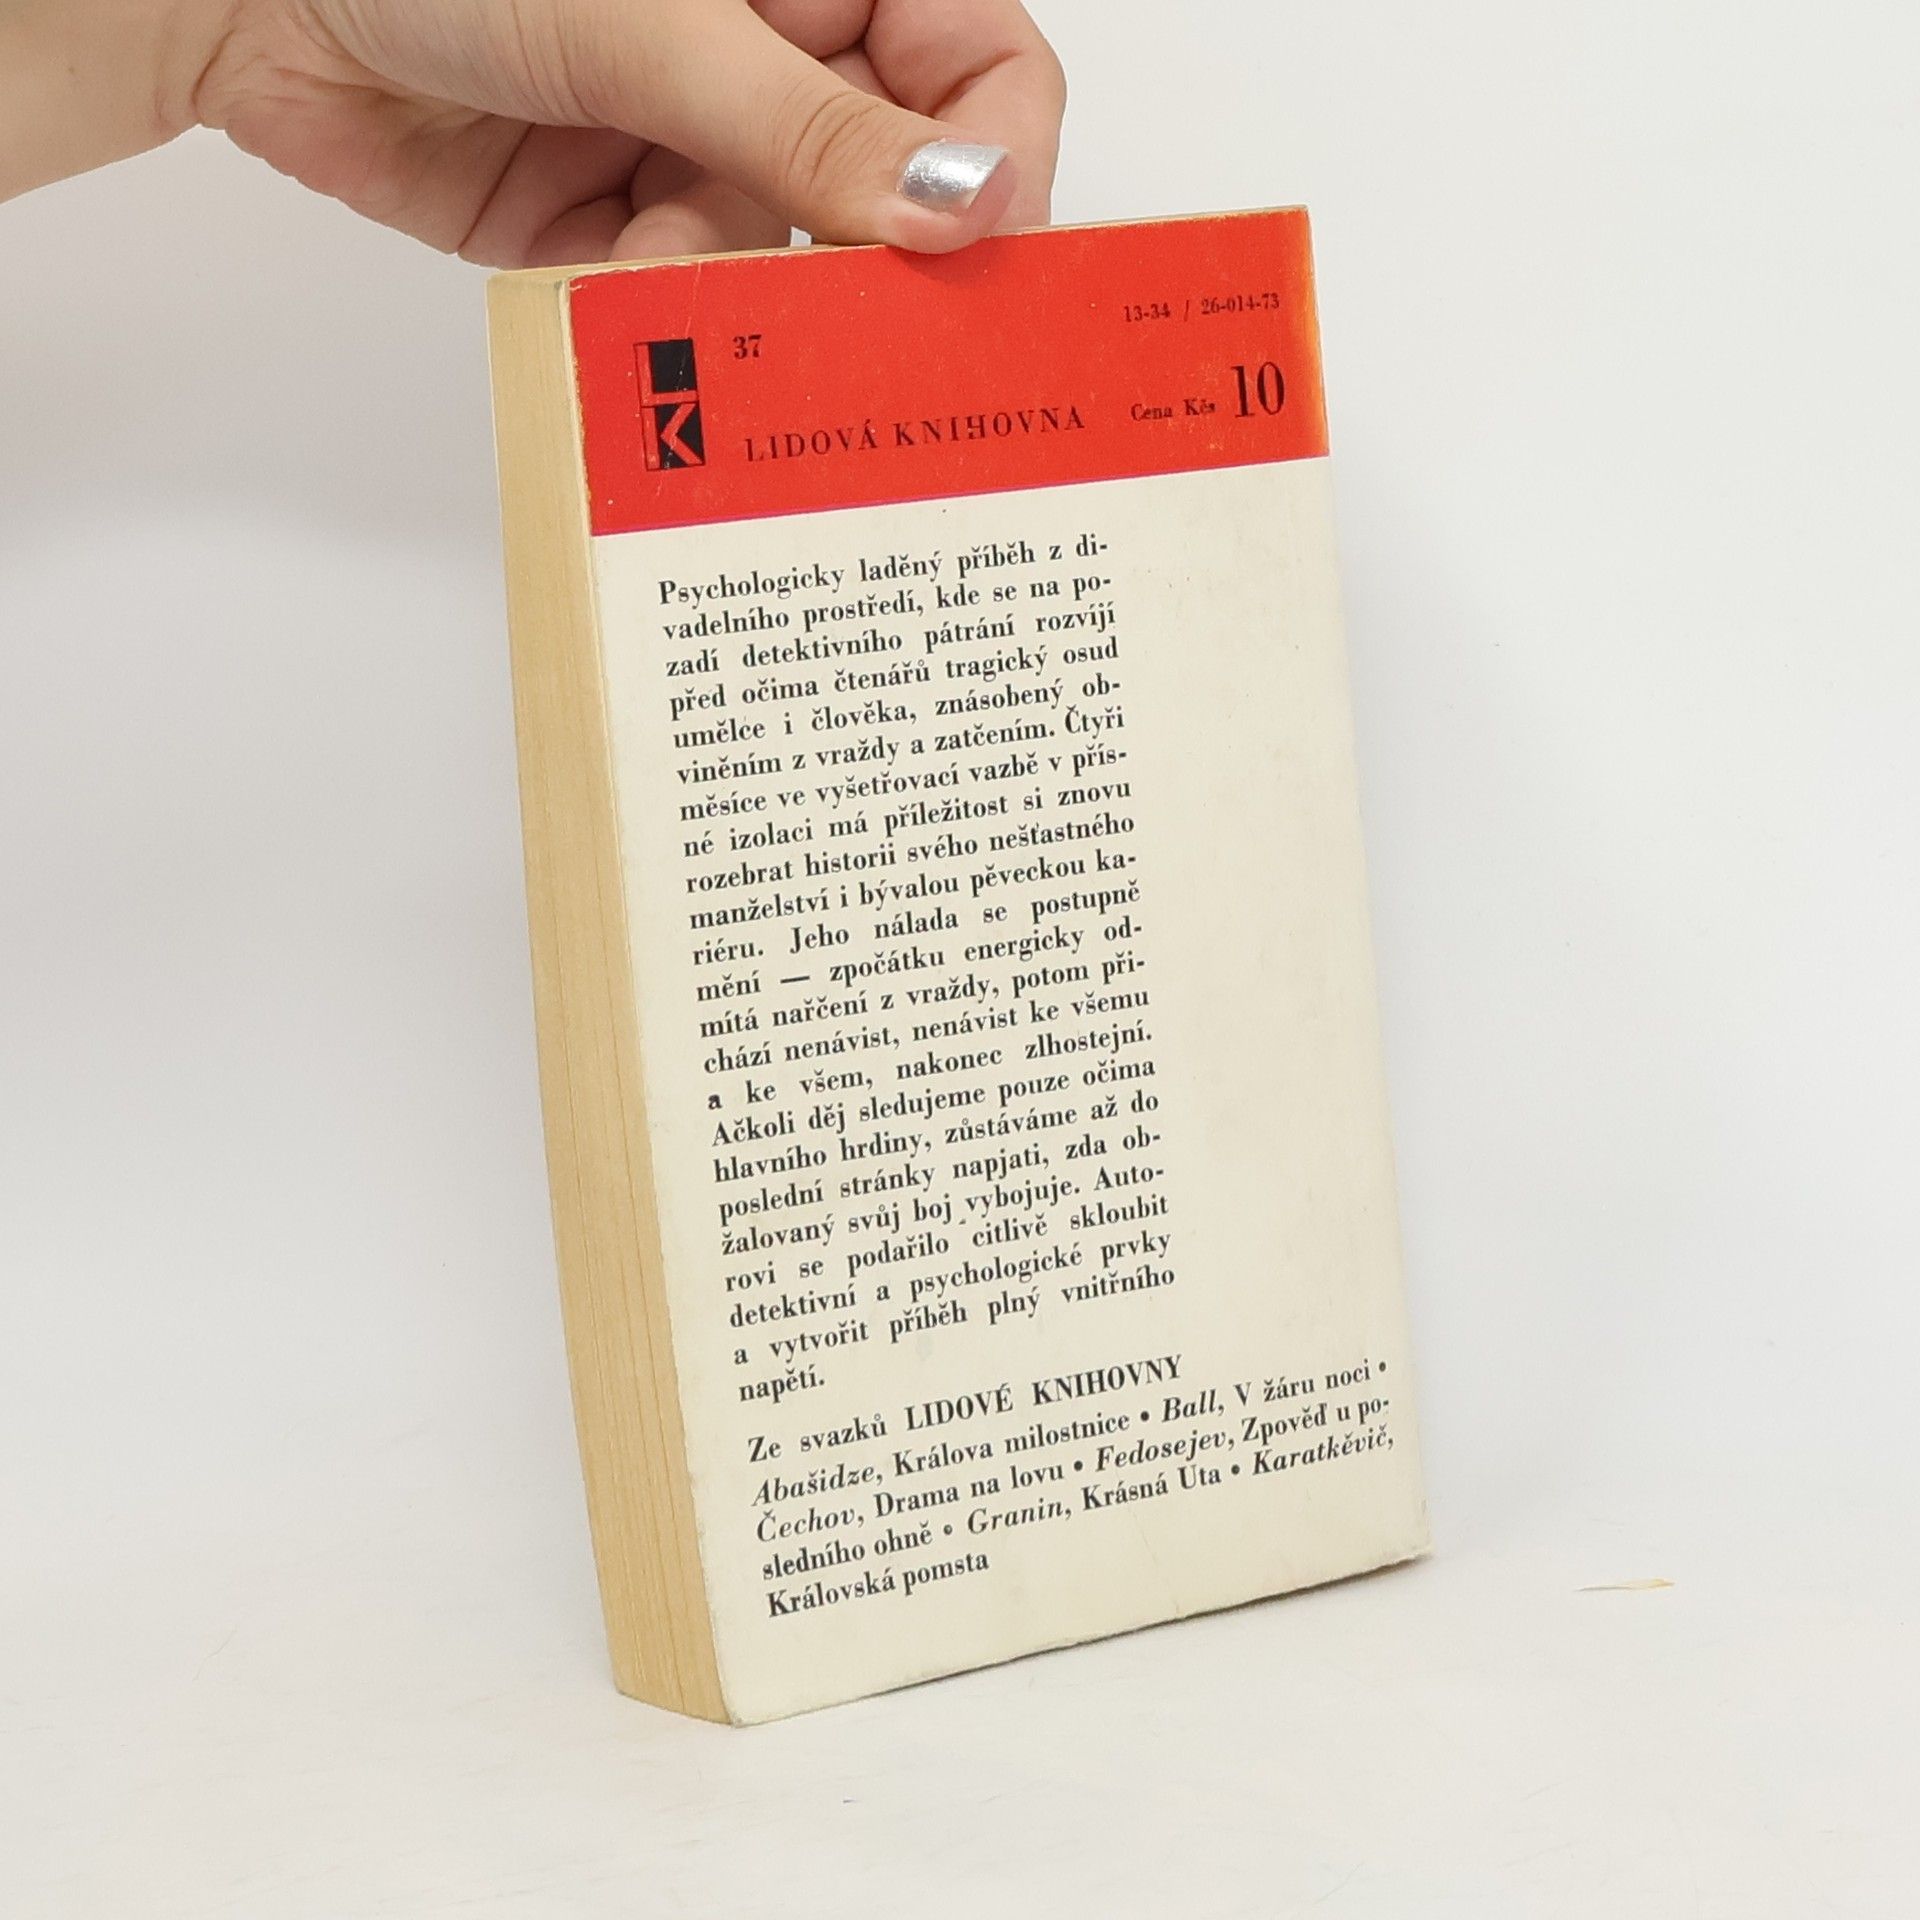 13-34 / 26-014-73
37
LK
LIDOVÁ KNIHOVNA
Cena Kčs 10
Psychologicky laděný příběh z di-
vadelního prostředí, kde se na po-
zadí detektivního pátrání rozvíjí
před očima čtenářů tragický osud
umělce i člověka, znásobený ob-
viněním z vraždy a zatčením. Čtyři
měsíce ve vyšetřovací vazbě v přís-
né izolaci má příležitost si znovu
rozebrat historii svého nešťastného
manželství i bývalou pěveckou ka-
riéru. Jeho nálada se postupně
mění — zpočátku energicky od-
mítá nařčení z vraždy, potom při-
chází nenávist, nenávist ke všemu
a ke všem, nakonec zlhostejní.
Ačkoli děj sledujeme pouze očima
hlavního hrdiny, zůstáváme až do
poslední stránky napjati, zda ob-
žalovaný svůj boj vybojuje. Auto-
rovi se podařilo citlivě skloubit
detektivní a psychologické prvky
a vytvořit příběh plný vnitřního
napětí.
Ze svazků LIDOVÉ KNIHOVNY
Abašidze, Králova milostnice • Ball, V žáru noci •
Čechov, Drama na lovu • Fedosejev, Zpověď u po-
sledního ohně • Granin, Krásná Uta • Karatkěvič,
Královská pomsta